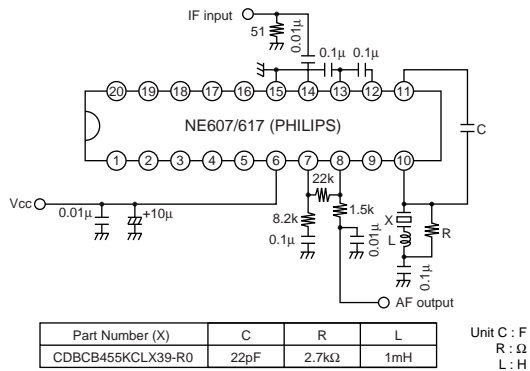 IF input
51
0.01μ
0.1μ
0.1μ
20 19 18 17 16 15 14 13 12 11
NE607/617 (PHILIPS)
C
1 2 3 4 5 6 7 8 9 10
22k
Vcc
0.01μ
+10μ
8.2k
1.5k
0.1μ
0.01μ
X
L
R
0.1μ
AF output
Part Number (X) C R L
CDBCB455KCLX39-R0 22pF 2.7kΩ 1mH
Unit C : F
R : Ω
L : H